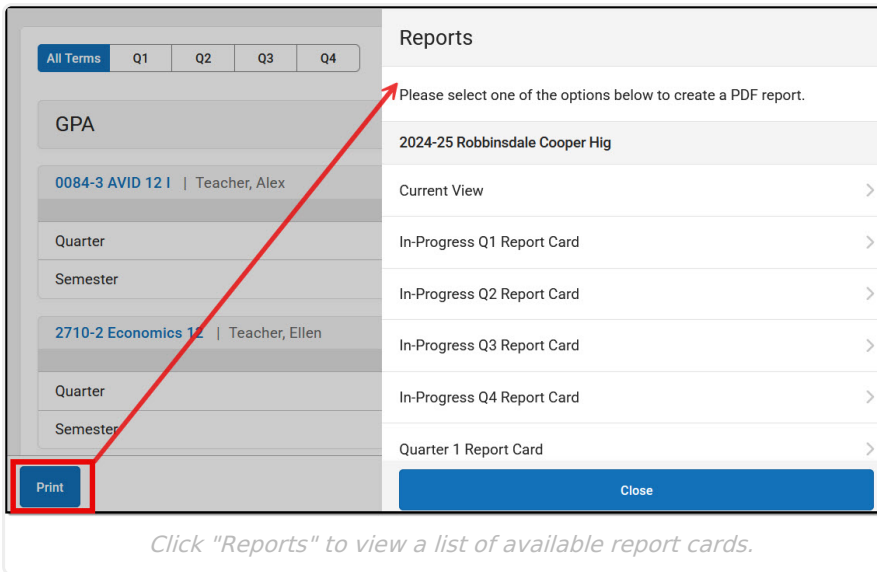 All Terms Q1 Q2 Q3 Q4
GPA
0084-3 AVID 12 I | Teacher, Alex
Quarter
Semester
2710-2 Economics 12 | Teacher, Ellen
Quarter
Semester
Print
Reports
Please select one of the options below to create a PDF report.
2024-25 Robbinsdale Cooper Hig
Current View
In-Progress Q1 Report Card
In-Progress Q2 Report Card
In-Progress Q3 Report Card
In-Progress Q4 Report Card
Quarter 1 Report Card
Close
Click "Reports" to view a list of available report cards.